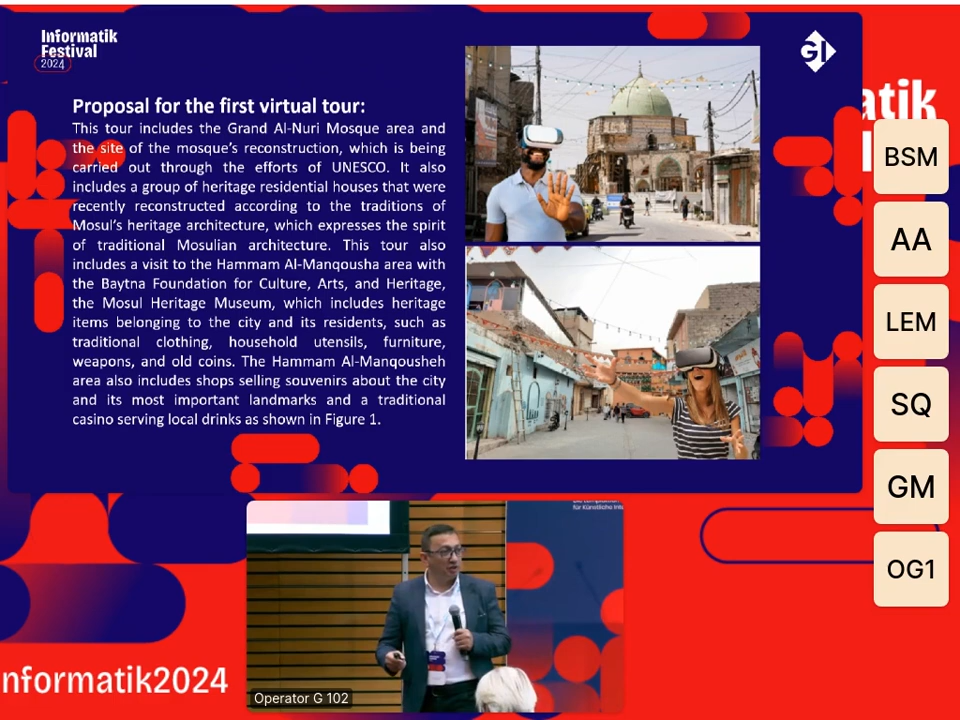 Informatik
Festival
2024
GI
Proposal for the first virtual tour:
This tour includes the Grand Al-Nuri Mosque area and
the site of the mosque's reconstruction, which is being
carried out through the efforts of UNESCO. It also
includes a group of heritage residential houses that were
recently reconstructed according to the traditions of
Mosul's heritage architecture, which expresses the spirit
of traditional Mosulian architecture. This tour also
includes a visit to the Hammam Al-Manqousha area with
the Baytna Foundation for Culture, Arts, and Heritage,
the Mosul Heritage Museum, which includes heritage
items belonging to the city and its residents, such as
traditional clothing, household utensils, furniture,
weapons, and old coins. The Hammam Al-Manqousheh
area also includes shops selling souvenirs about the city
and its most important landmarks and a traditional
casino serving local drinks as shown in Figure 1.
atik
BSM
AA
LEM
SQ
GM
OG1
für Künstliche Inte
Operator G 102
nformatik2024